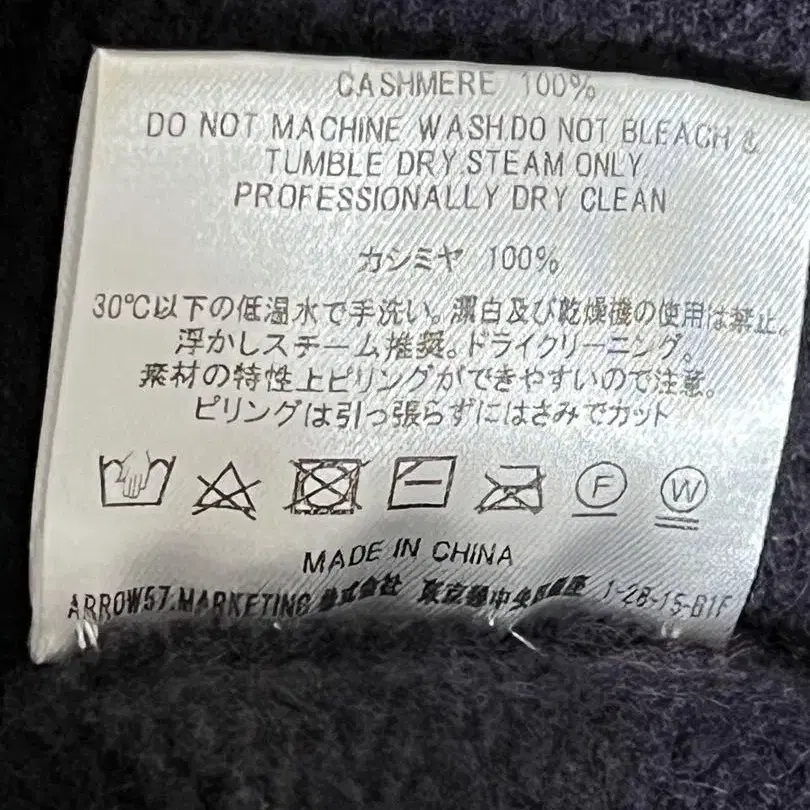 CASHMERE 100%
DO NOT MACHINE WASH.DO NOT BLEACH &
TUMBLE DRY.STEAM ONLY
PROFESSIONALLY DRY CLEAN
カシミヤ 100%
30℃以下の低温水で手洗い。漂白及び乾燥機の使用は禁止。
浮かしスチーム推奨。ドライクリーニング。
素材の特性上ピリングができやすいので注意。
ピリングは引っ張らずにはさみでカット
F W
MADE IN CHINA
ARROW57.MARKETING 株式会社 東京都中央区銀座 1-28-15-B1F